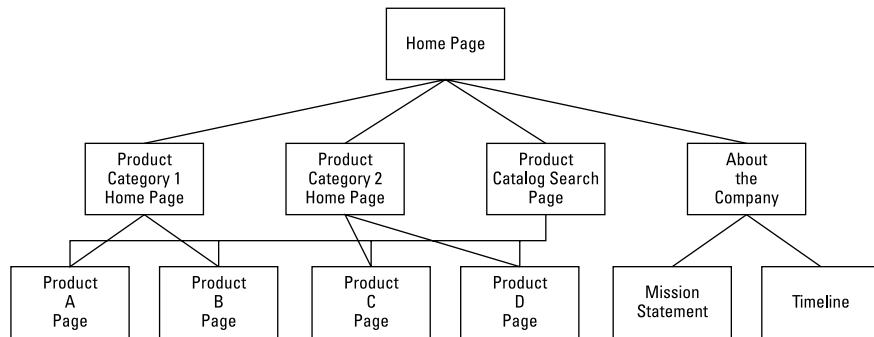 Home Page
Product
Category 1
Home Page
Product
Category 2
Home Page
Product
Catalog Search
Page
About
the
Company
Product
A
Page
Product
B
Page
Product
C
Page
Product
D
Page
Mission
Statement
Timeline